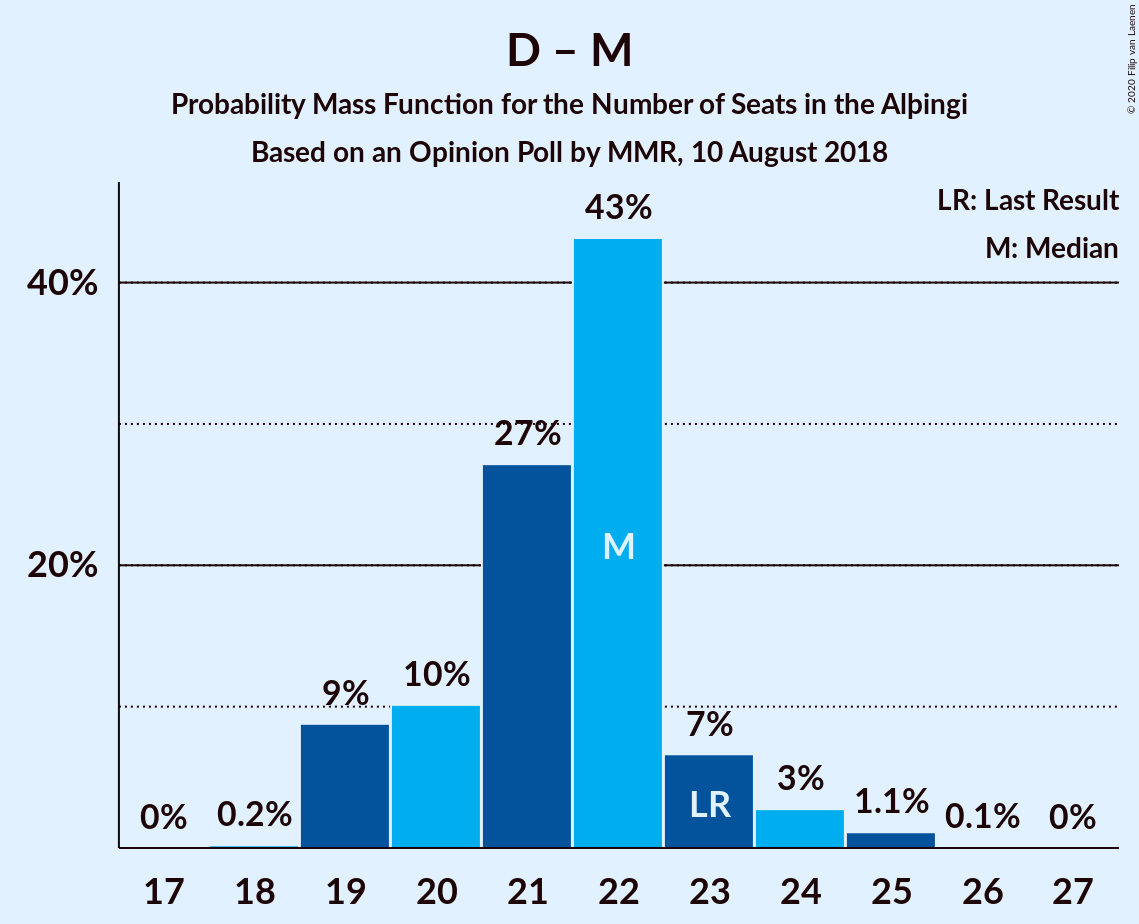 D – M
Probability Mass Function for the Number of Seats in the Alþingi
Based on an Opinion Poll by MMR, 10 August 2018
© 2020 Filip van Laenen
LR: Last Result
M: Median
40%
20%
0%
0.2%
9%
10%
27%
43%
7%
3%
1.1%
0.1%
0%
M
LR
17 18 19 20 21 22 23 24 25 26 27